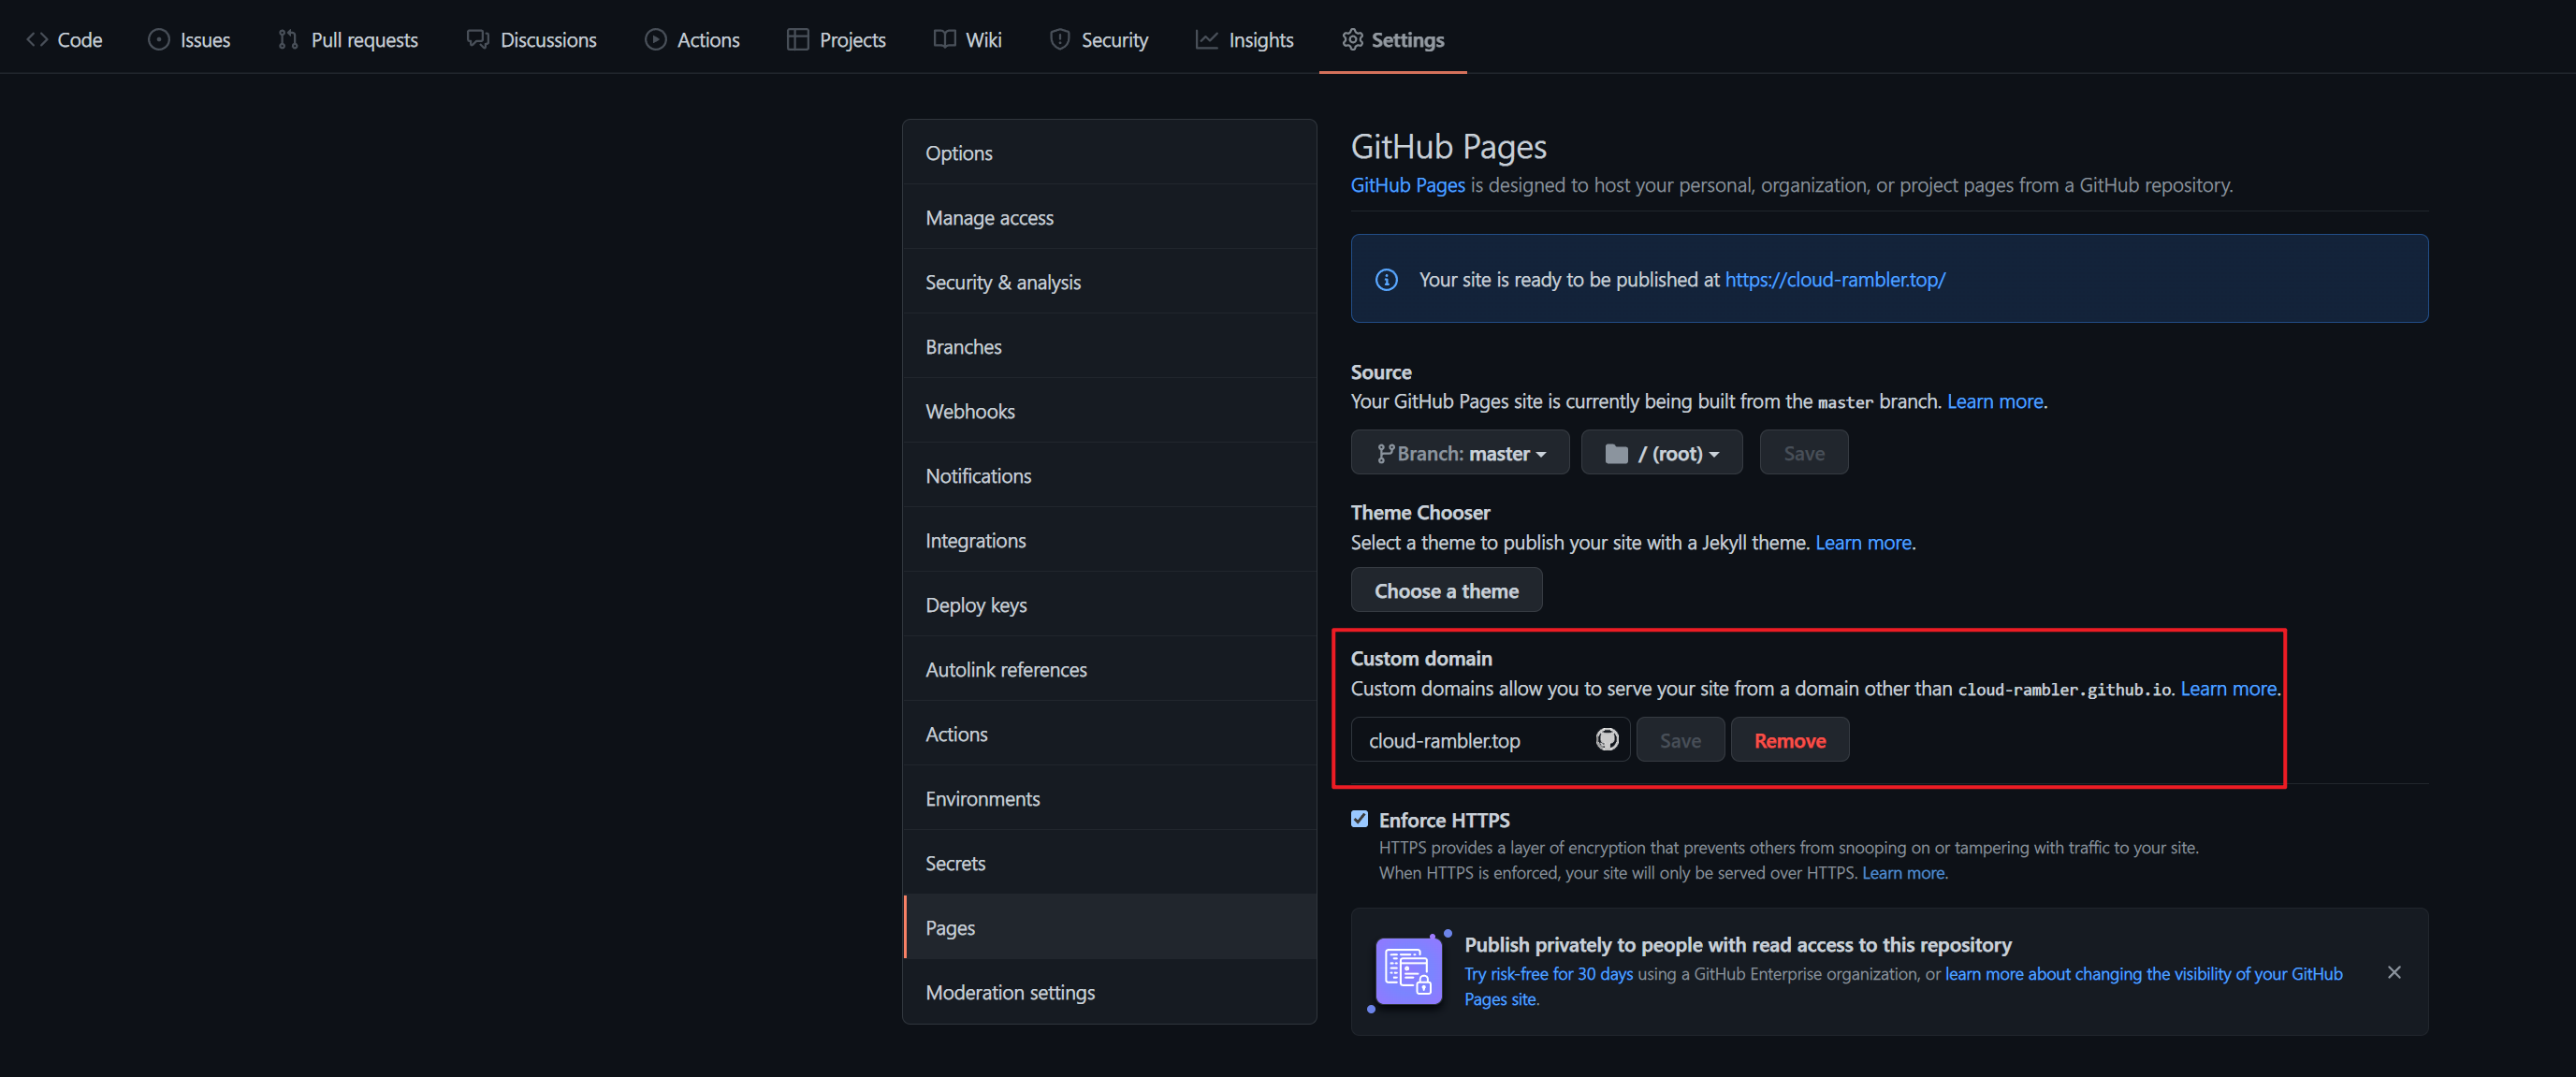 Code Issues Pull requests Discussions Actions Projects Wiki Security Insights Settings
Options
Manage access
Security & analysis
Branches
Webhooks
Notifications
Integrations
Deploy keys
Autolink references
Actions
Environments
Secrets
Pages
Moderation settings
GitHub Pages
GitHub Pages is designed to host your personal, organization, or project pages from a GitHub repository.
Your site is ready to be published at https://cloud-rambler.top/
Source
Your GitHub Pages site is currently being built from the master branch. Learn more.
Branch: master / (root) Save
Theme Chooser
Select a theme to publish your site with a Jekyll theme. Learn more.
Choose a theme
Custom domain
Custom domains allow you to serve your site from a domain other than cloud-rambler.github.io. Learn more.
cloud-rambler.top Save Remove
Enforce HTTPS
HTTPS provides a layer of encryption that prevents others from snooping on or tampering with traffic to your site.
When HTTPS is enforced, your site will only be served over HTTPS. Learn more.
Publish privately to people with read access to this repository
Try risk-free for 30 days using a GitHub Enterprise organization, or learn more about changing the visibility of your GitHub
Pages site.